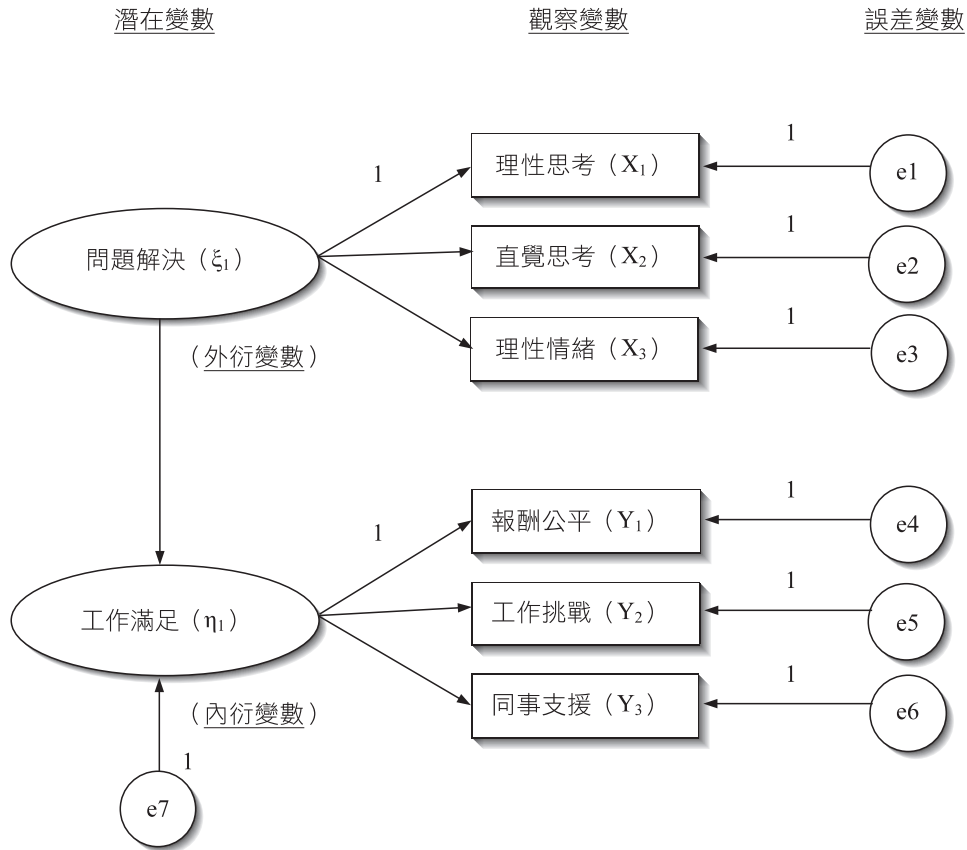 潛在變數 觀察變數 誤差變數
1
理性思考（X1）
1
e1
問題解決（ξ1）
直覺思考（X2）
1
e2
（外衍變數）
理性情緒（X3）
1
e3
1
報酬公平（Y1）
1
e4
工作滿足（η1）
工作挑戰（Y2）
1
e5
（內衍變數）
同事支援（Y3）
1
e6
1
e7